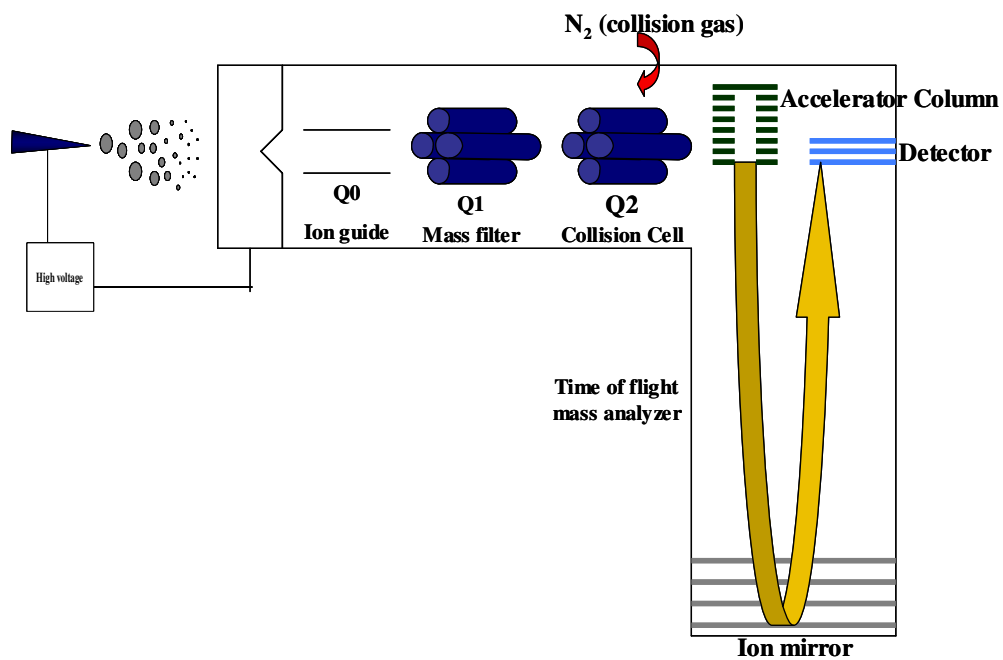 N₂ (collision gas)
Accelerator Column
Detector
Q0
Q1
Q2
Ion guide
Mass filter
Collision Cell
High voltage
Time of flight
mass analyzer
Ion mirror